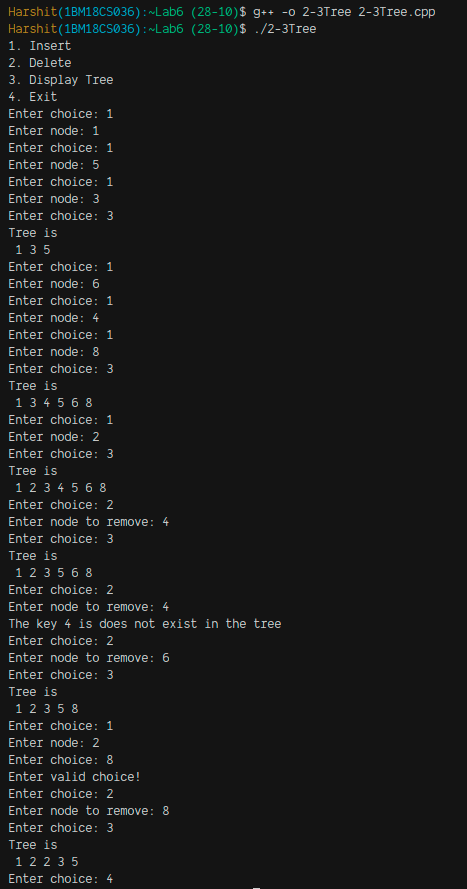 Harshit(1BM18CS036):~Lab6 (28-10)$ g++ -o 2-3Tree 2-3Tree.cpp
Harshit(1BM18CS036):~Lab6 (28-10)$ ./2-3Tree
1. Insert
2. Delete
3. Display Tree
4. Exit
Enter choice: 1
Enter node: 1
Enter choice: 1
Enter node: 5
Enter choice: 1
Enter node: 3
Enter choice: 3
Tree is
1 3 5
Enter choice: 1
Enter node: 6
Enter choice: 1
Enter node: 4
Enter choice: 1
Enter node: 8
Enter choice: 3
Tree is
1 3 4 5 6 8
Enter choice: 1
Enter node: 2
Enter choice: 3
Tree is
1 2 3 4 5 6 8
Enter choice: 2
Enter node to remove: 4
Enter choice: 3
Tree is
1 2 3 5 6 8
Enter choice: 2
Enter node to remove: 4
The key 4 is does not exist in the tree
Enter choice: 2
Enter node to remove: 6
Enter choice: 3
Tree is
1 2 3 5 8
Enter choice: 1
Enter node: 2
Enter choice: 8
Enter valid choice!
Enter choice: 2
Enter node to remove: 8
Enter choice: 3
Tree is
1 2 2 3 5
Enter choice: 4